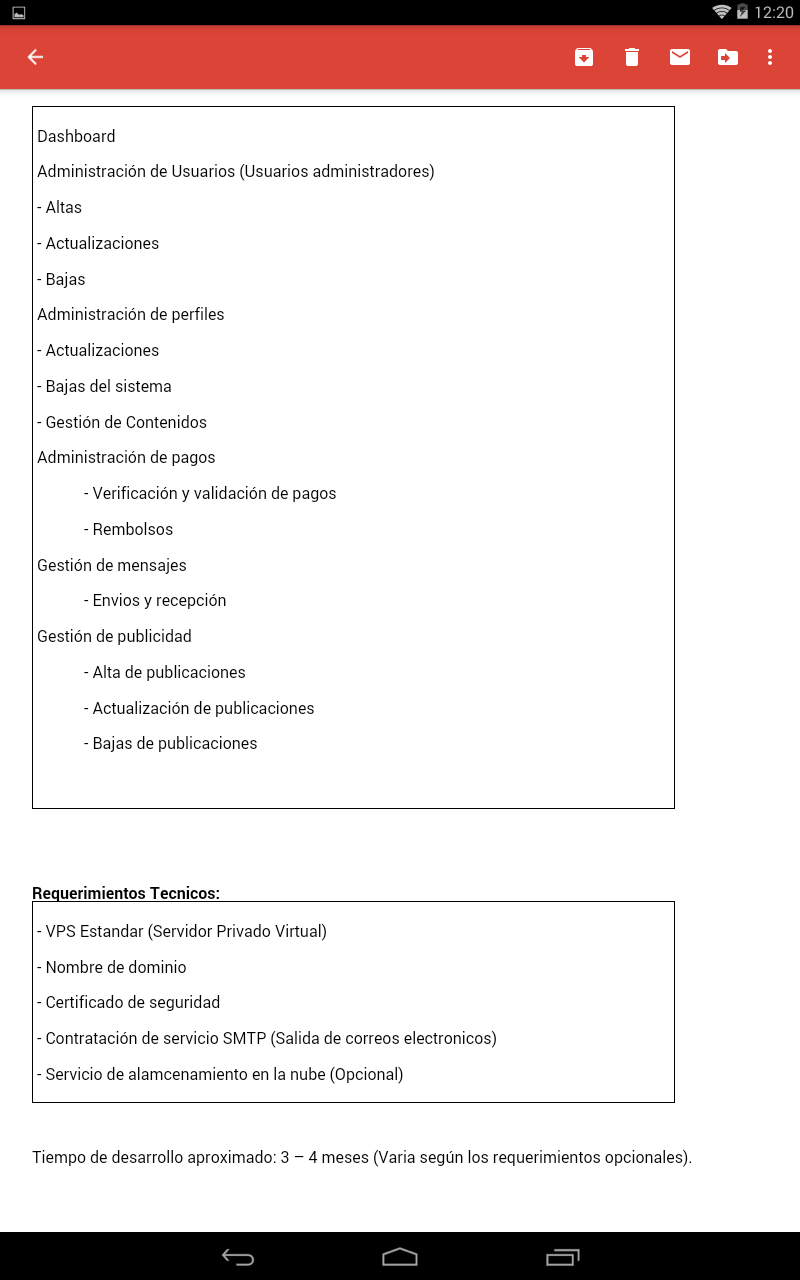 12:20
Dashboard
Administración de Usuarios (Usuarios administradores)
- Altas
- Actualizaciones
- Bajas
Administración de perfiles
- Actualizaciones
- Bajas del sistema
- Gestión de Contenidos
Administración de pagos
- Verificación y validación de pagos
- Rembolsos
Gestión de mensajes
- Envios y recepción
Gestión de publicidad
- Alta de publicaciones
- Actualización de publicaciones
- Bajas de publicaciones
Requerimientos Tecnicos:
- VPS Estandar (Servidor Privado Virtual)
- Nombre de dominio
- Certificado de seguridad
- Contratación de servicio SMTP (Salida de correos electronicos)
- Servicio de alamcenamiento en la nube (Opcional)
Tiempo de desarrollo aproximado: 3 – 4 meses (Varia según los requerimientos opcionales).